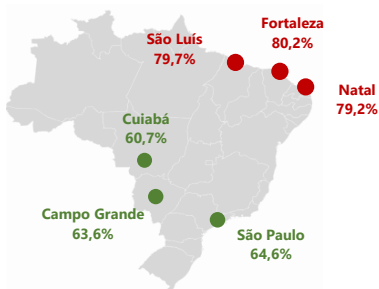 Fortaleza
80,2%
São Luís
79,7%
Natal
79,2%
Cuiabá
60,7%
Campo Grande
63,6%
São Paulo
64,6%